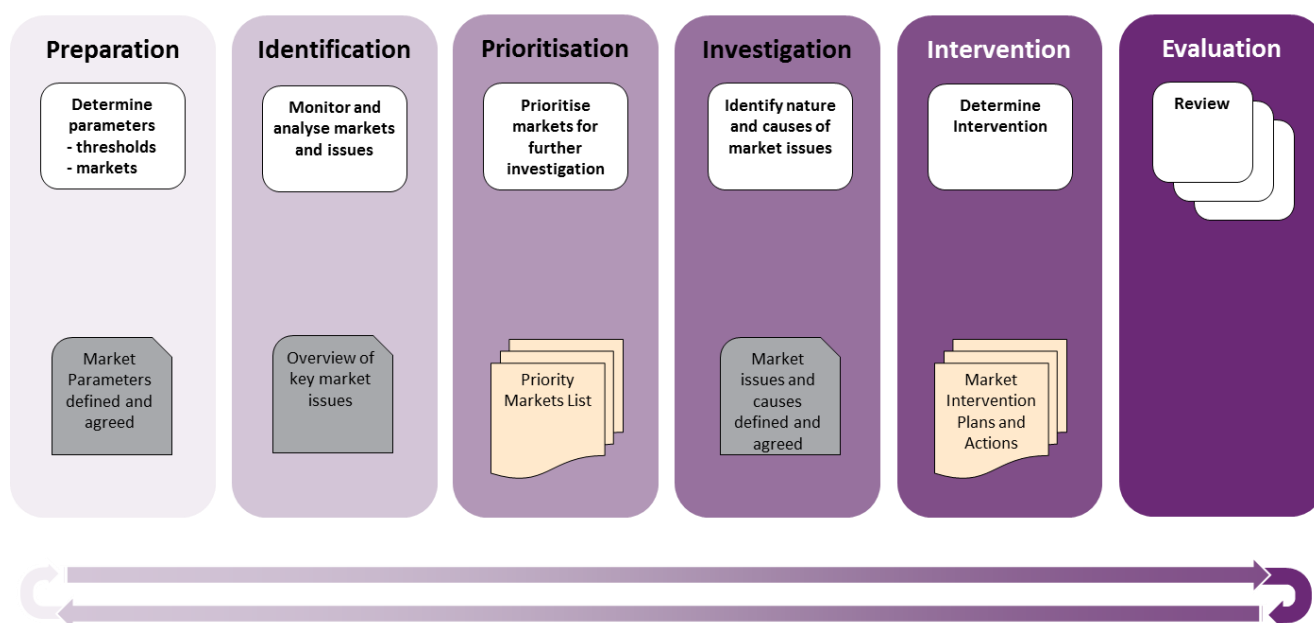 Preparation
Determine
parameters
- thresholds
- markets
Market
Parameters
defined and
agreed
Identification
Monitor and
analyse markets
and issues
Overview of
key market
issues
Prioritisation
Prioritise
markets for
further
investigation
Priority
Markets List
Investigation
Identify nature
and causes of
market issues
Market
issues and
causes
defined and
agreed
Intervention
Determine
Intervention
Market
Intervention
Plans and
Actions
Evaluation
Review